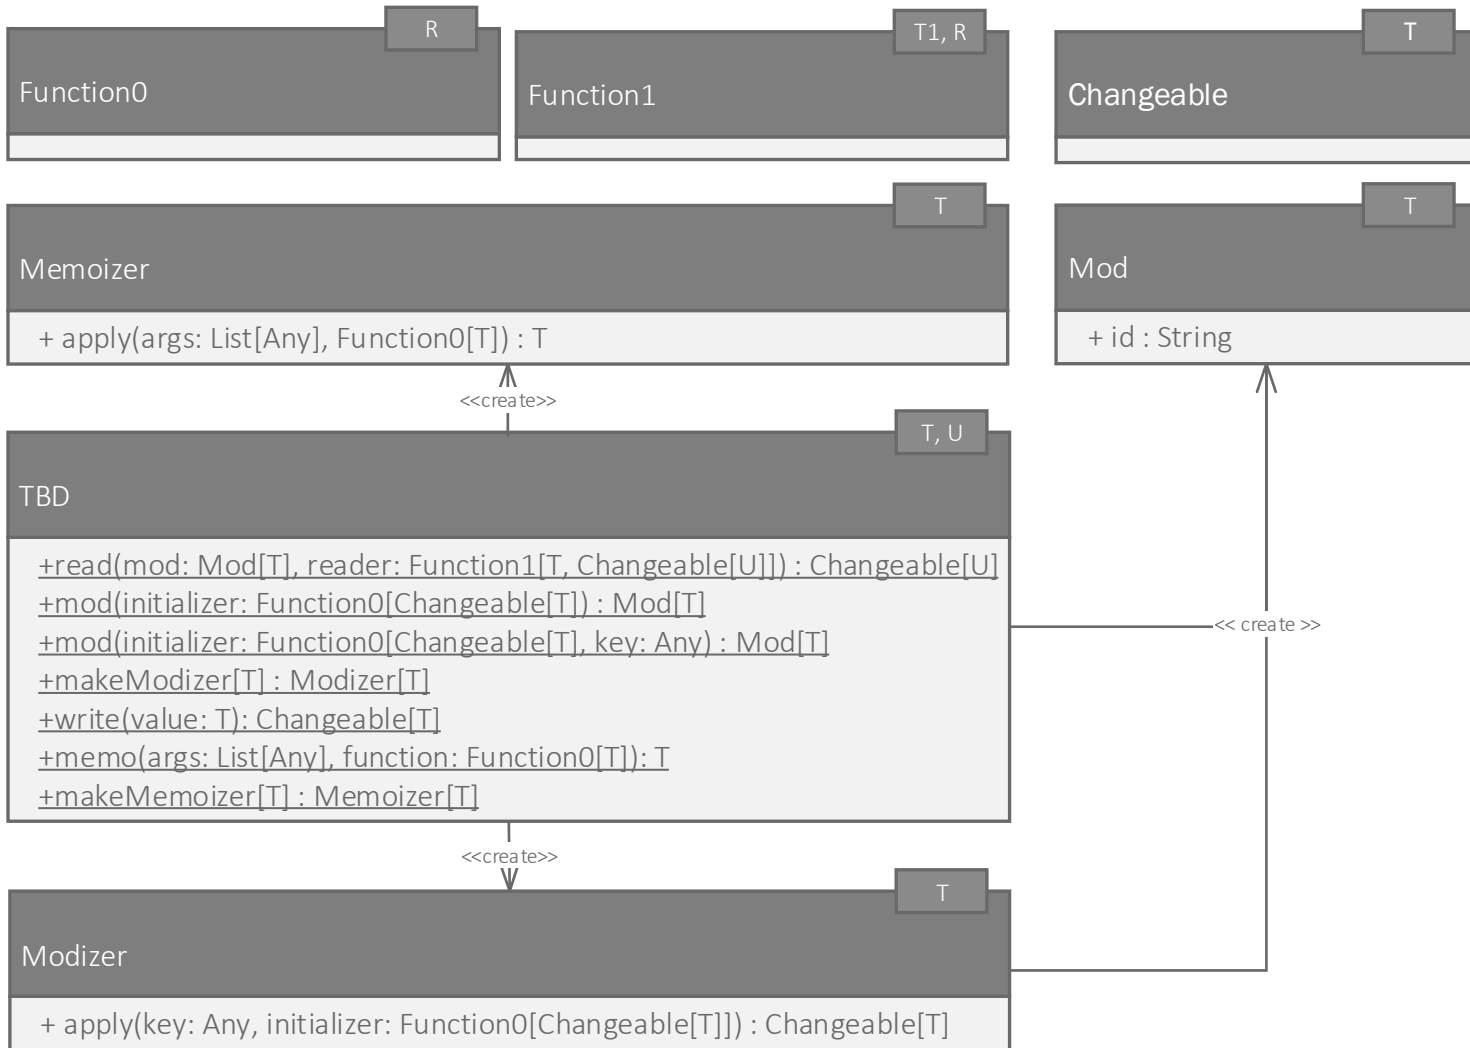 R
Function0
T1, R
Function1
T
Changeable
T
Memoizer
+ apply(args: List[Any], Function0[T]) : T
T
Mod
+ id : String
<<create>>
T, U
TBD
+read(mod: Mod[T], reader: Function1[T, Changeable[U]]) : Changeable[U]
+mod(initializer: Function0[Changeable[T]) : Mod[T]
+mod(initializer: Function0[Changeable[T], key: Any) : Mod[T]
+makeModizer[T] : Modizer[T]
+write(value: T): Changeable[T]
+memo(args: List[Any], function: Function0[T]): T
+makeMemoizer[T] : Memoizer[T]
<< create >>
<<create>>
T
Modizer
+ apply(key: Any, initializer: Function0[Changeable[T]]) : Changeable[T]